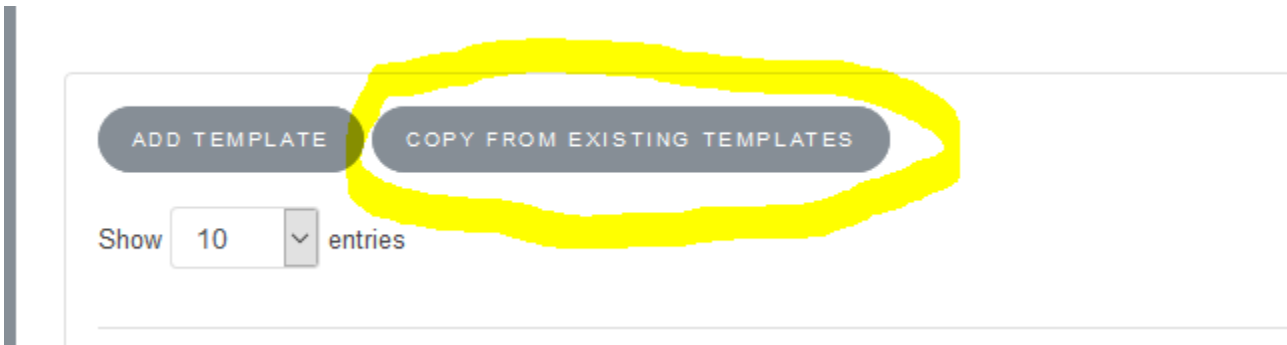 ADD TEMPLATE COPY FROM EXISTING TEMPLATES
Show 10 entries